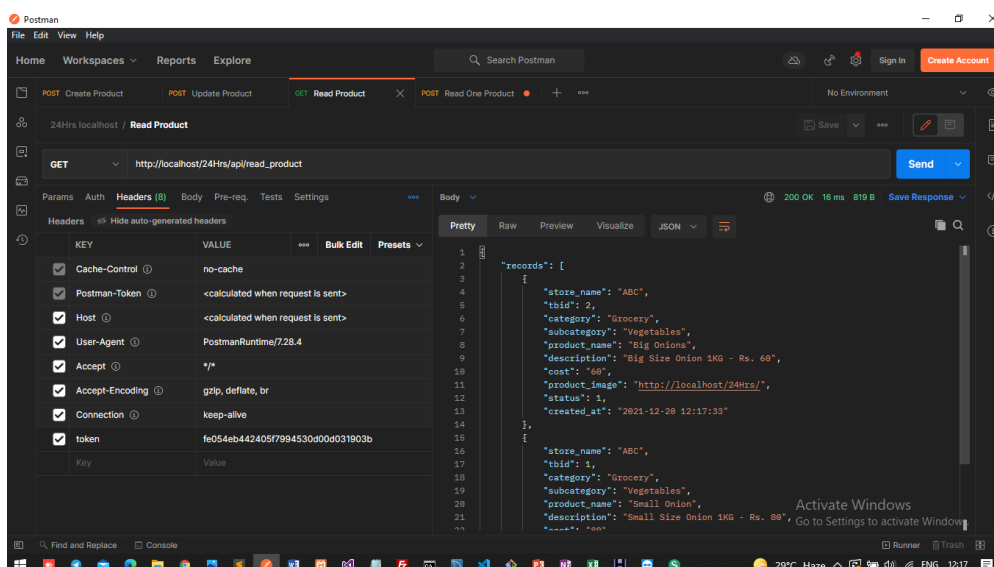 Postman
File Edit View Help
Home Workspaces Reports Explore Search Postman Sign In Create Account
POST Create Product POST Update Product GET Read Product POST Read One Product No Environment
24Hrs localhost / Read Product Save
GET http://localhost/24Hrs/api/read_product Send
Params Auth Headers (8) Body Pre-req. Tests Settings
Body 200 OK 16 ms 819 B Save Response
Headers Hide auto-generated headers
Pretty Raw Preview Visualize JSON
KEY VALUE Bulk Edit Presets
Cache-Control no-cache
Postman-Token <calculated when request is sent>
Host <calculated when request is sent>
User-Agent PostmanRuntime/7.28.4
Accept */*
Accept-Encoding gzip, deflate, br
Connection keep-alive
token fe054eb442405f7994530d00d031903b
Key Value
1 {
2 "records": [
3 {
4 "store_name": "ABC",
5 "tbid": 2,
6 "category": "Grocery",
7 "subcategory": "Vegetables",
8 "product_name": "Big Onions",
9 "description": "Big Size Onion 1KG - Rs. 60",
10 "cost": "60",
11 "product_image": "http://localhost/24Hrs/",
12 "status": 1,
13 "created_at": "2021-12-20 12:17:33"
14 },
15 {
16 "store_name": "ABC",
17 "tbid": 1,
18 "category": "Grocery",
19 "subcategory": "Vegetables",
20 "product_name": "Small Onion",
21 "description": "Small Size Onion 1KG - Rs. 80",
22 "cost": "80"
Activate Windows
Go to Settings to activate Windows.
Find and Replace Console Runner Trash
29°C Haze ENG 12:17